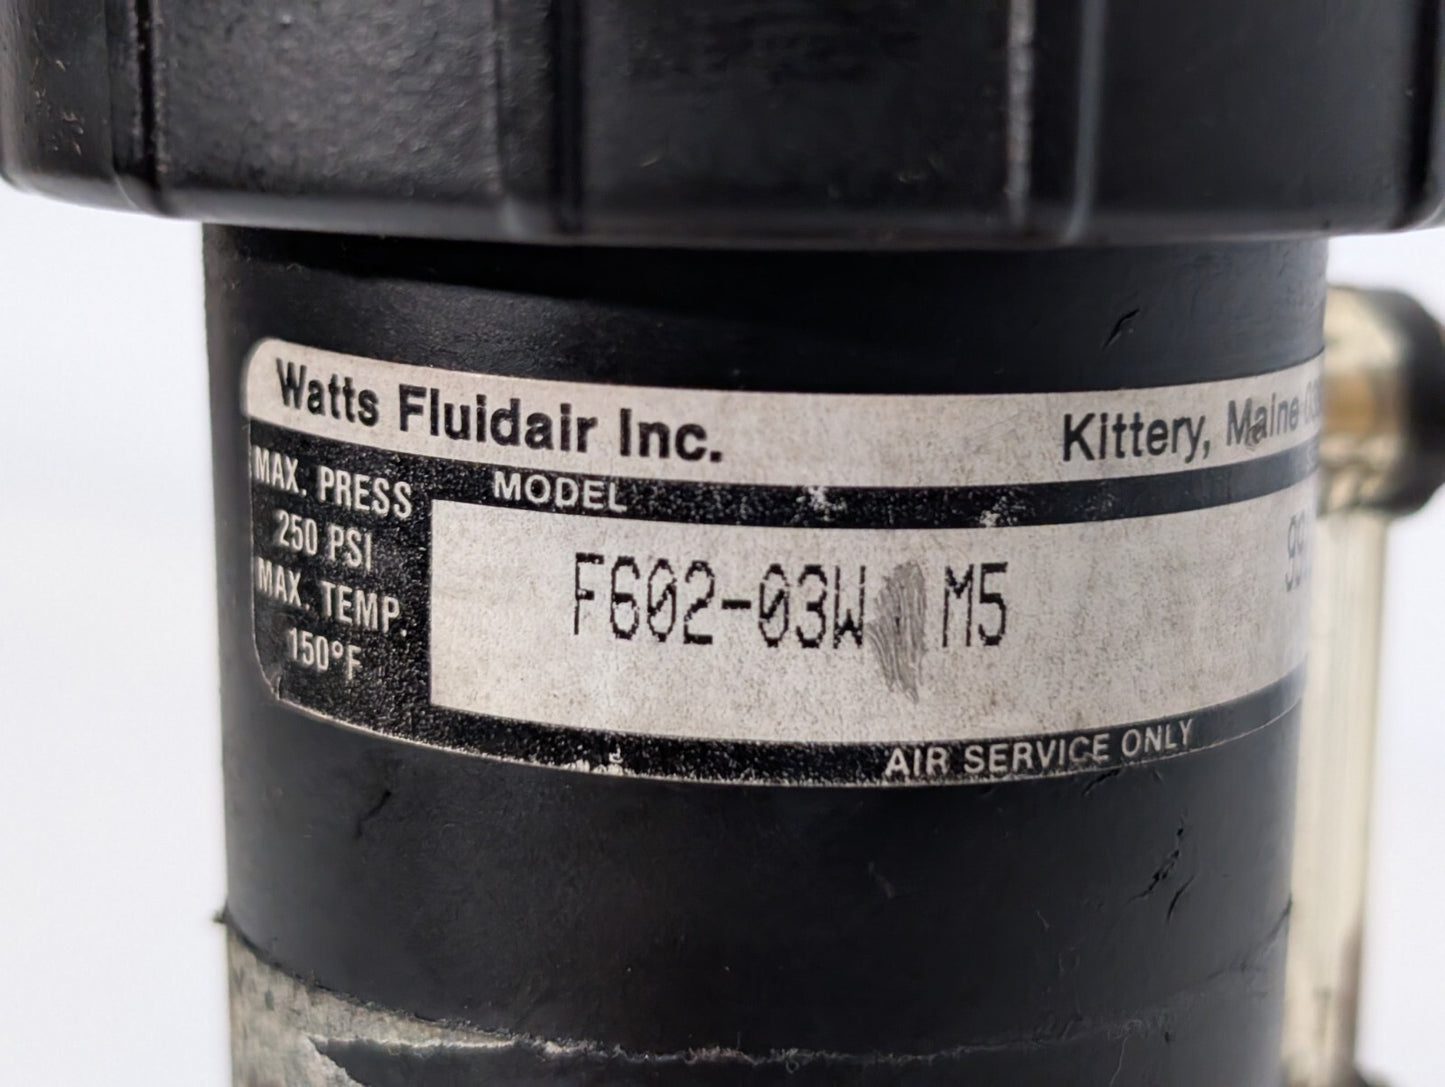 Watts Fluidair Inc. Kittery, Maine
MAX. PRESS
250 PSI
MAX. TEMP.
150°F
MODEL
F602-03W M5
AIR SERVICE ONLY